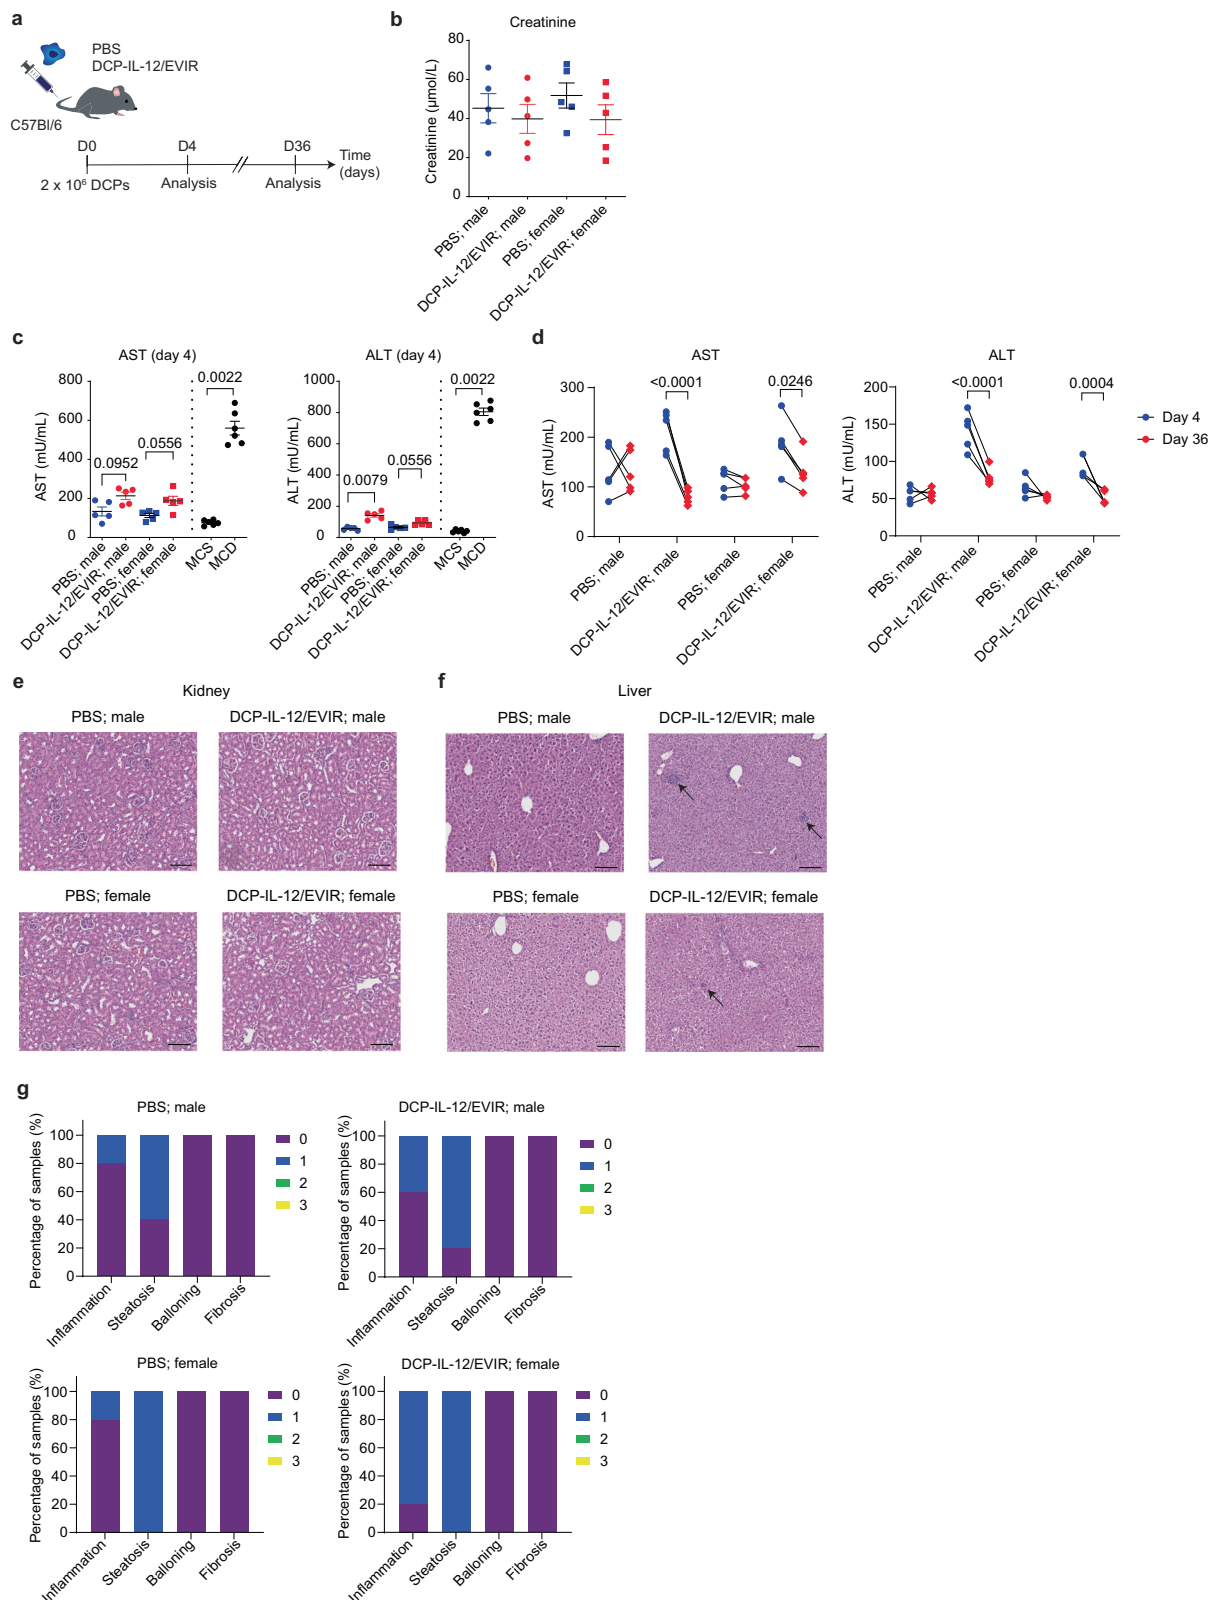 a
PBS
DCP-IL-12/EVIR
C57Bl/6
D0
D4
D36
Time
(days)
2 x 10⁶ DCPs
Analysis
Analysis
b
Creatinine
Creatinine (μmol/L)
80
60
40
20
0
PBS; male
DCP-IL-12/EVIR; male
PBS; female
DCP-IL-12/EVIR; female
c
AST (day 4)
AST (mU/mL)
800
600
400
200
0
0.0952
0.0556
0.0022
PBS; male
DCP-IL-12/EVIR; male
PBS; female
DCP-IL-12/EVIR; female
MCS
MCD
ALT (day 4)
ALT (mU/mL)
1000
800
600
400
200
0
0.0079
0.0556
0.0022
PBS; male
DCP-IL-12/EVIR; male
PBS; female
DCP-IL-12/EVIR; female
MCS
MCD
d
AST
AST (mU/mL)
300
200
100
0
<0.0001
0.0246
PBS; male
DCP-IL-12/EVIR; male
PBS; female
DCP-IL-12/EVIR; female
ALT
ALT (mU/mL)
200
150
100
50
0
<0.0001
0.0004
PBS; male
DCP-IL-12/EVIR; male
PBS; female
DCP-IL-12/EVIR; female
Day 4
Day 36
e
Kidney
PBS; male
DCP-IL-12/EVIR; male
PBS; female
DCP-IL-12/EVIR; female
f
Liver
PBS; male
DCP-IL-12/EVIR; male
PBS; female
DCP-IL-12/EVIR; female
g
PBS; male
Percentage of samples (%)
100
80
60
40
20
0
Inflammation
Steatosis
Balloning
Fibrosis
0
1
2
3
DCP-IL-12/EVIR; male
Percentage of samples (%)
100
80
60
40
20
0
Inflammation
Steatosis
Balloning
Fibrosis
0
1
2
3
PBS; female
Percentage of samples (%)
100
80
60
40
20
0
Inflammation
Steatosis
Balloning
Fibrosis
0
1
2
3
DCP-IL-12/EVIR; female
Percentage of samples (%)
100
80
60
40
20
0
Inflammation
Steatosis
Balloning
Fibrosis
0
1
2
3